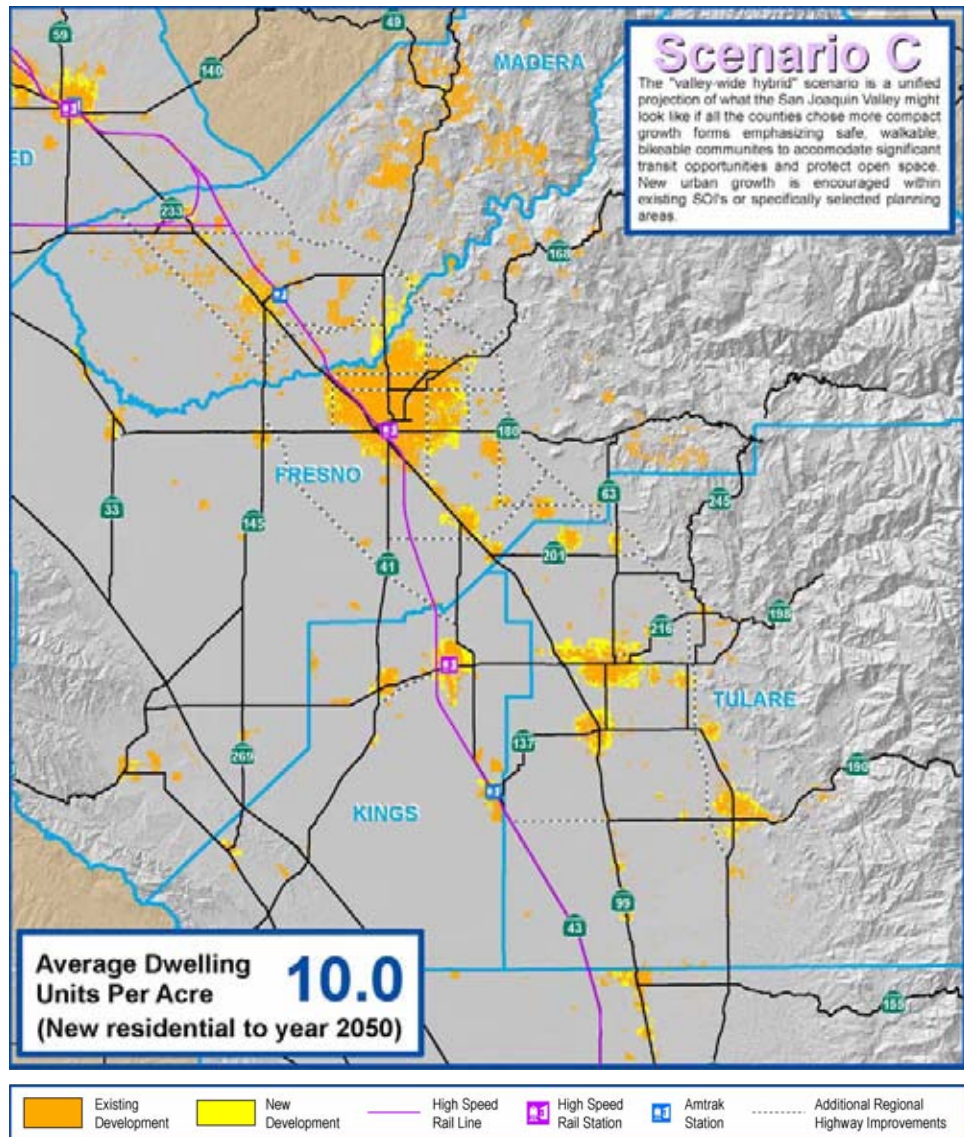 Scenario C
The "valley-wide hybrid" scenario is a unified
projection of what the San Joaquin Valley might
look like if all the counties chose more compact
growth forms emphasizing safe, walkable,
bikeable communites to accomodate significant
transit opportunities and protect open space.
New urban growth is encouraged within
existing SOI's or specifically selected planning
areas.
59
49
140
MADERA
ED
233
168
180
FRESNO
33
145
63
245
41
201
198
216
TULARE
269
137
190
KINGS
99
43
155
Average Dwelling
Units Per Acre
10.0
(New residential to year 2050)
Existing
Development
New
Development
High Speed
Rail Line
High Speed
Rail Station
Amtrak
Station
Additional Regional
Highway Improvements